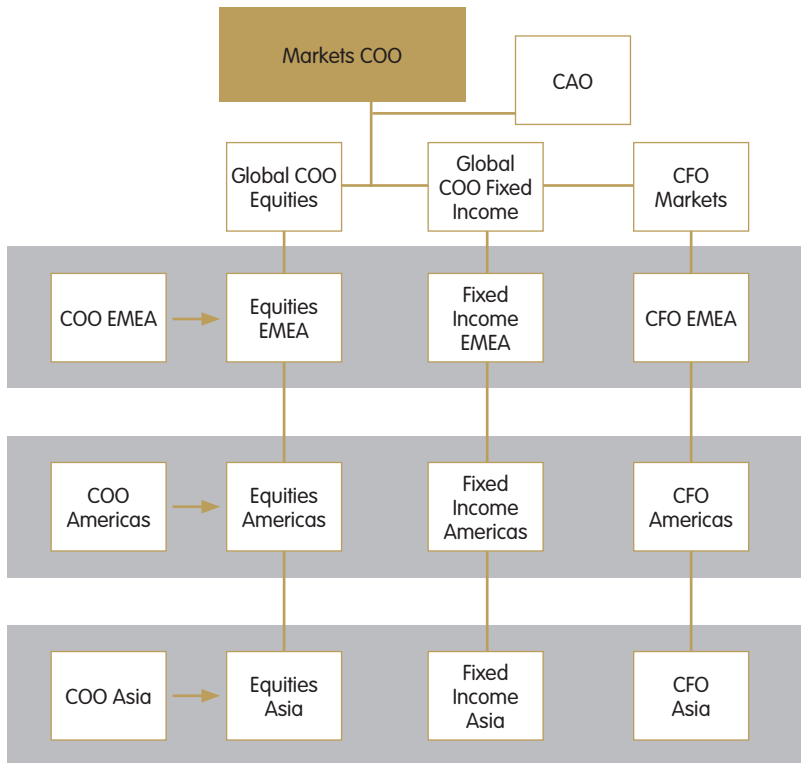 Markets COO
CAO
Global COO
Equities
Global
COO Fixed
Income
CFO
Markets
COO EMEA
Equities
EMEA
Fixed
Income
EMEA
CFO EMEA
COO
Americas
Equities
Americas
Fixed
Income
Americas
CFO
Americas
COO Asia
Equities
Asia
Fixed
Income
Asia
CFO
Asia